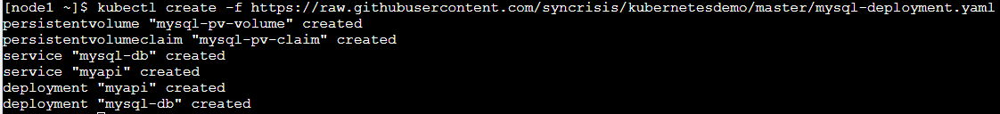 [node1 ~]$ kubectl create -f https://raw.githubusercontent.com/syncrisis/kubernetesdemo/master/mysql-deployment.yaml
persistentvolume "mysql-pv-volume" created
persistentvolumeclaim "mysql-pv-claim" created
service "mysql-db" created
service "myapi" created
deployment "myapi" created
deployment "mysql-db" created